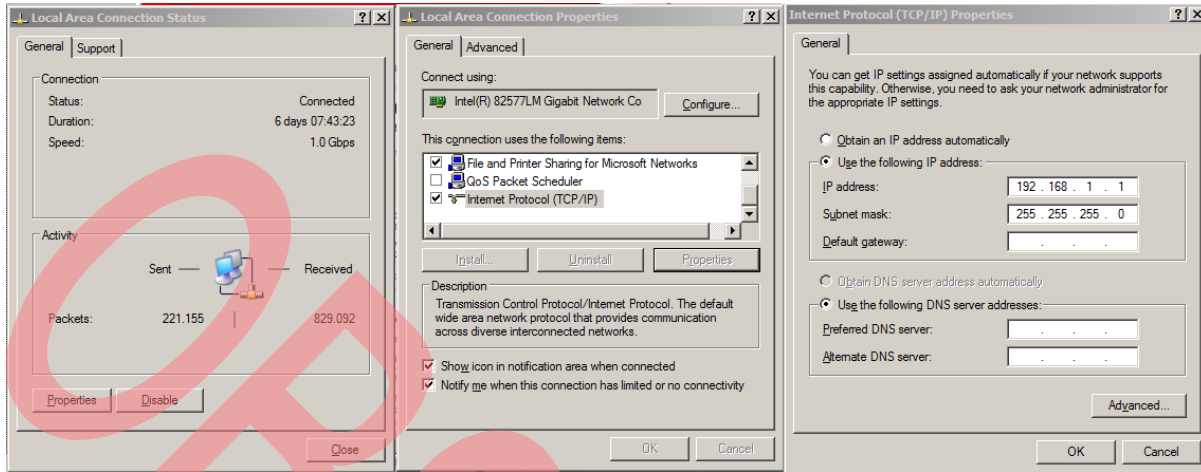 Local Area Connection Status
General
Support
Connection
Status: Connected
Duration: 6 days 07:43:23
Speed: 1.0 Gbps
Activity
Sent
Received
Packets: 221.155 829.092
Properties
Disable
Close
Local Area Connection Properties
General
Advanced
Connect using:
Intel(R) 82577LM Gigabit Network Co
Configure...
This connection uses the following items:
File and Printer Sharing for Microsoft Networks
QoS Packet Scheduler
Internet Protocol (TCP/IP)
Install...
Uninstall
Properties
Description
Transmission Control Protocol/Internet Protocol. The default
wide area network protocol that provides communication
across diverse interconnected networks.
Show icon in notification area when connected
Notify me when this connection has limited or no connectivity
OK
Cancel
Internet Protocol (TCP/IP) Properties
General
You can get IP settings assigned automatically if your network supports
this capability. Otherwise, you need to ask your network administrator for
the appropriate IP settings.
Obtain an IP address automatically
Use the following IP address:
IP address: 192 . 168 . 1 . 1
Subnet mask: 255 . 255 . 255 . 0
Default gateway: . . .
Obtain DNS server address automatically
Use the following DNS server addresses:
Preferred DNS server: . . .
Alternate DNS server: . . .
Advanced...
OK
Cancel